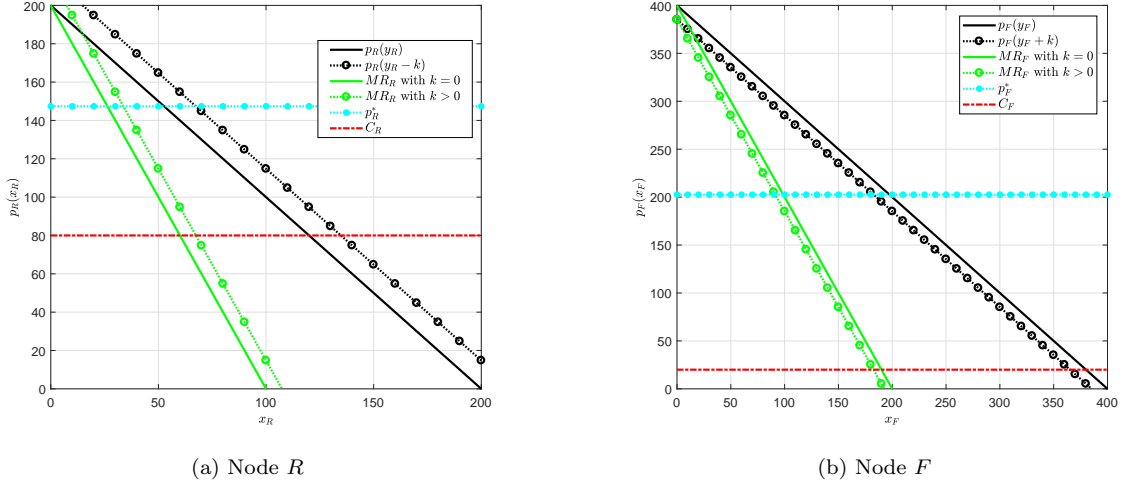 200
180
160
140
120
100
80
60
40
20
0
p_R(x_R)
0 50 100 150 200
x_R
p_R(y_R)
p_R(y_R − k)
MR_R with k = 0
MR_R with k > 0
p*_R
C_R
(a) Node R
400
350
300
250
200
150
100
50
0
p_F(x_F)
0 50 100 150 200 250 300 350 400
x_F
p_F(y_F)
p_F(y_F + k)
MR_F with k = 0
MR_F with k > 0
p*_F
C_F
(b) Node F